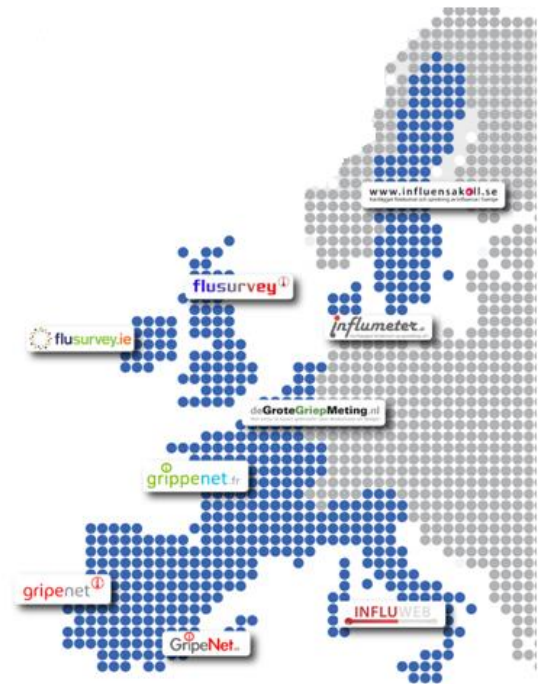 www.influensakoll.se
flusurvey
influmeter
flusurvey.ie
deGroteGriepMeting.nl
grippenet.fr
gripenet
INFLUWEB
GripeNet